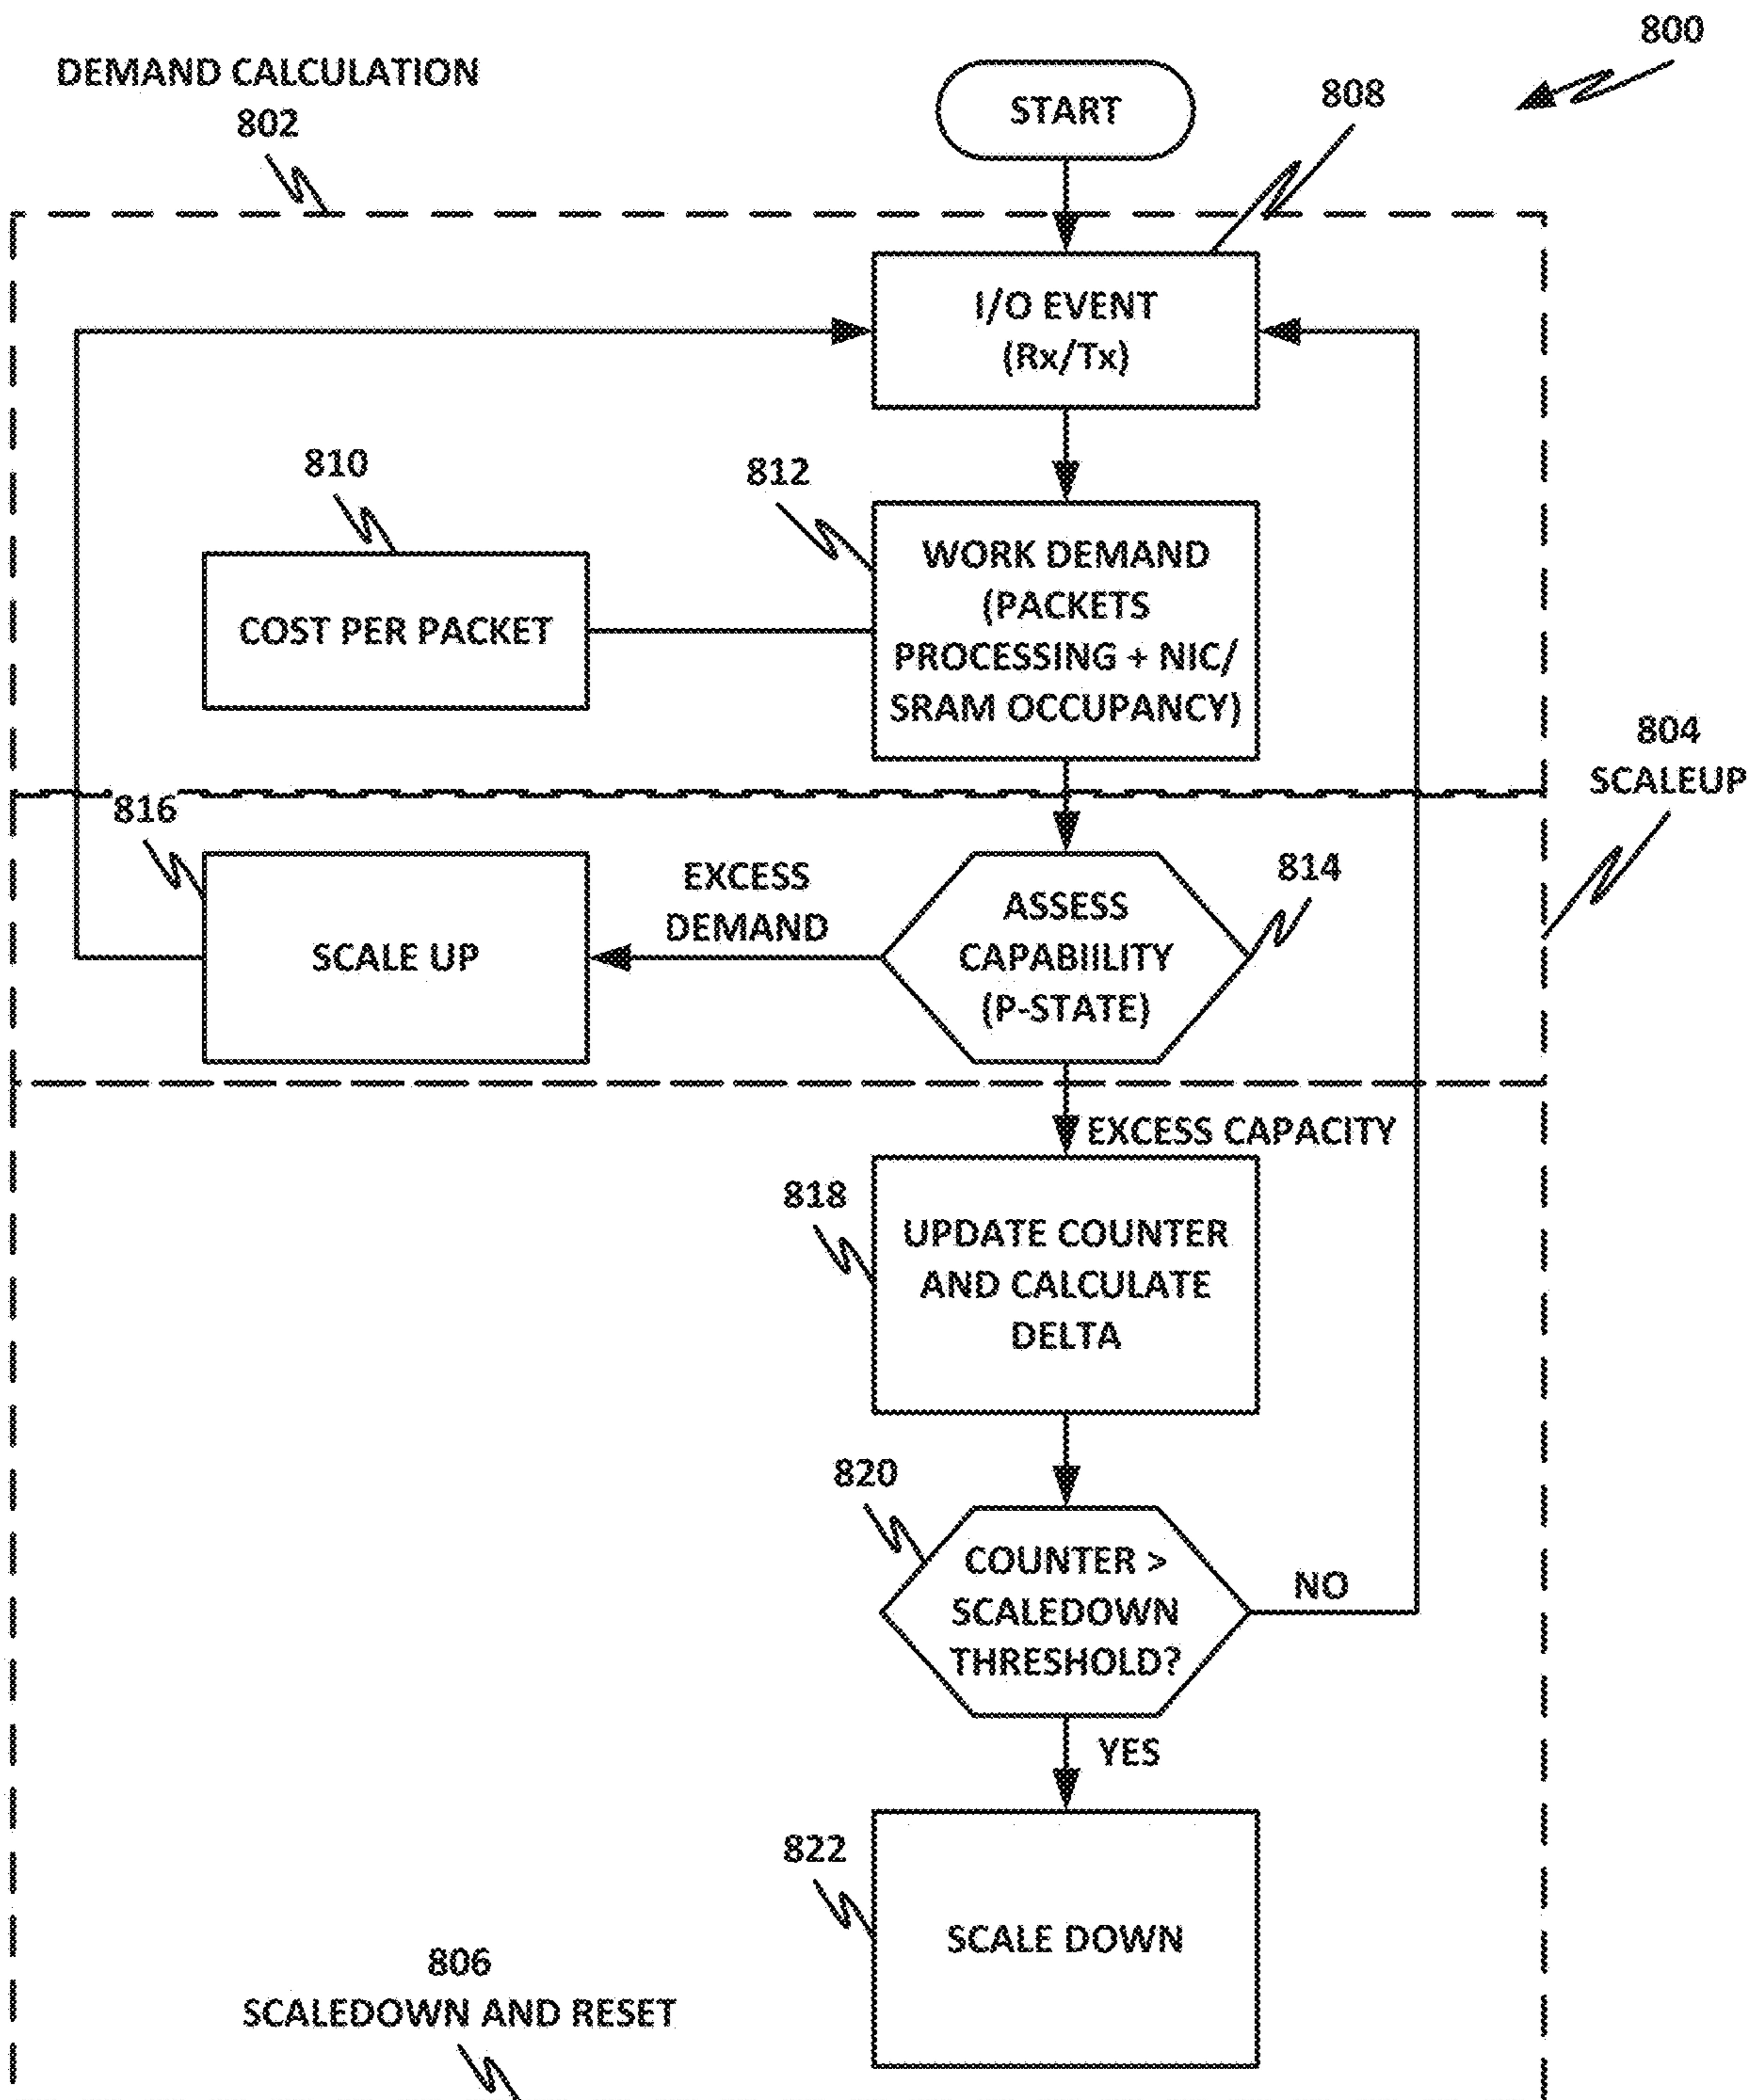 800
DEMAND CALCULATION
802
START
808
I/O EVENT
(Rx/Tx)
810
812
COST PER PACKET
WORK DEMAND
(PACKETS
PROCESSING + NIC/
SRAM OCCUPANCY)
804
SCALEUP
816
814
SCALE UP
EXCESS
DEMAND
ASSESS
CAPABIILITY
(P-STATE)
EXCESS CAPACITY
818
UPDATE COUNTER
AND CALCULATE
DELTA
820
COUNTER >
SCALEDOWN
THRESHOLD?
NO
YES
822
SCALE DOWN
806
SCALEDOWN AND RESET